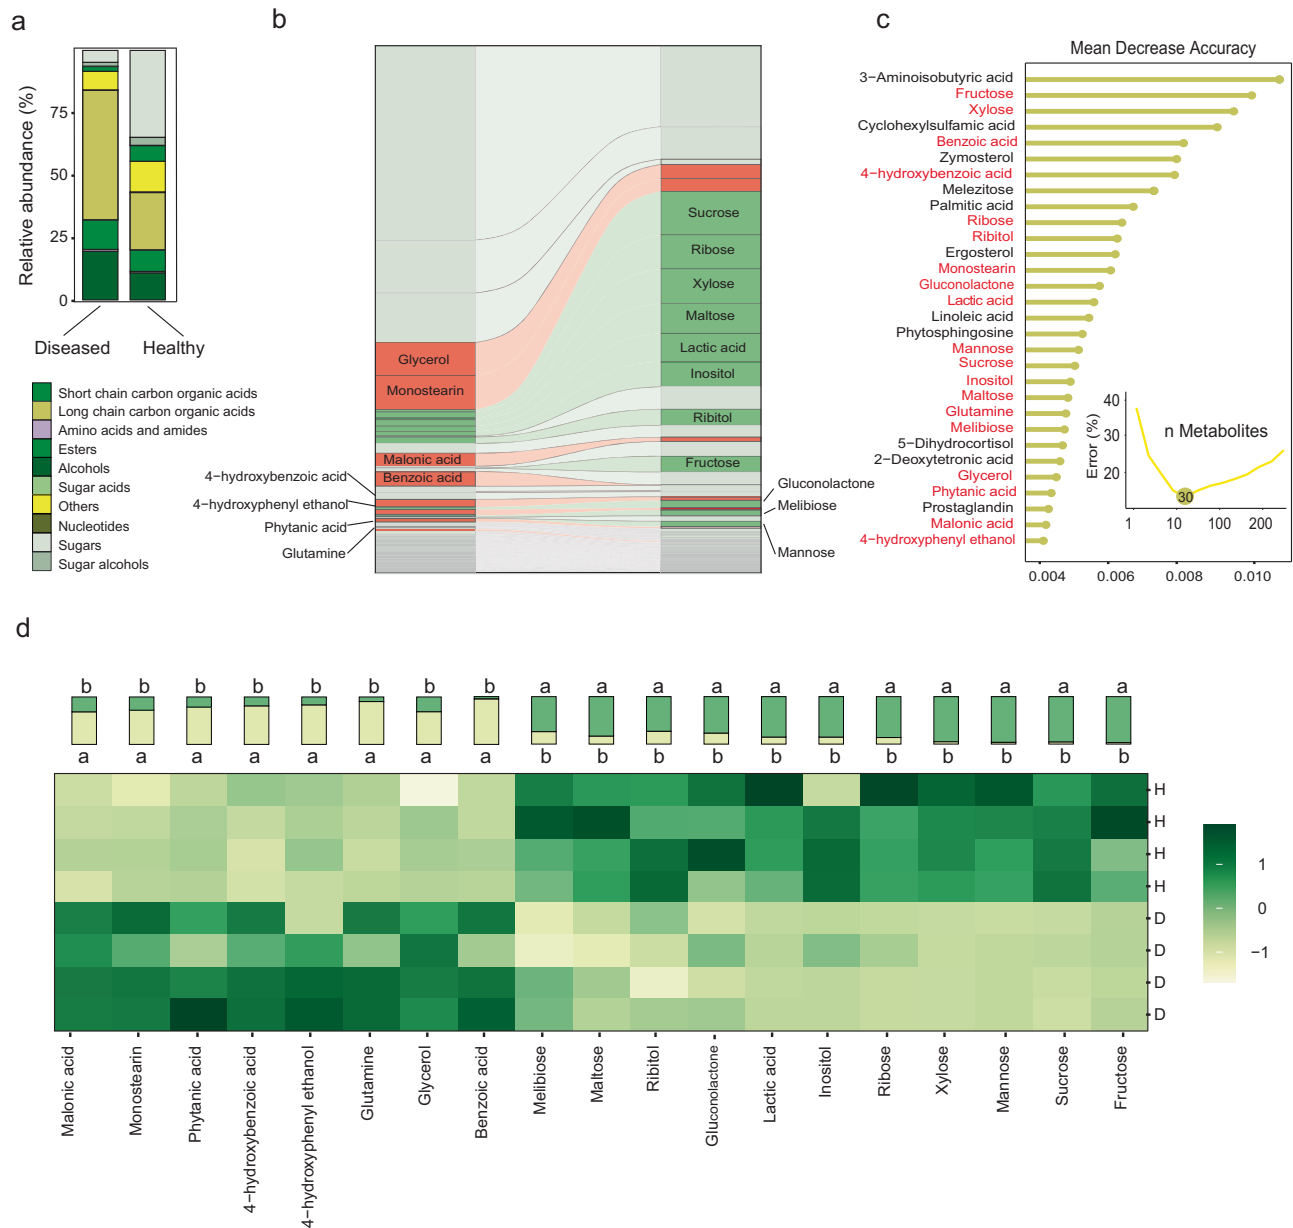 a
b
c
Relative abundance (%)
75
50
25
0
Diseased
Healthy
Short chain carbon organic acids
Long chain carbon organic acids
Amino acids and amides
Esters
Alcohols
Sugar acids
Others
Nucleotides
Sugars
Sugar alcohols
Glycerol
Monostearin
Malonic acid
Benzoic acid
4−hydroxybenzoic acid
4−hydroxyphenyl ethanol
Phytanic acid
Glutamine
Sucrose
Ribose
Xylose
Maltose
Lactic acid
Inositol
Ribitol
Fructose
Gluconolactone
Melibiose
Mannose
Mean Decrease Accuracy
3−Aminoisobutyric acid
Fructose
Xylose
Cyclohexylsulfamic acid
Benzoic acid
Zymosterol
4−hydroxybenzoic acid
Melezitose
Palmitic acid
Ribose
Ribitol
Ergosterol
Monostearin
Gluconolactone
Lactic acid
Linoleic acid
Phytosphingosine
Mannose
Sucrose
Inositol
Maltose
Glutamine
Melibiose
5−Dihydrocortisol
2−Deoxytetronic acid
Glycerol
Phytanic acid
Prostaglandin
Malonic acid
4−hydroxyphenyl ethanol
0.004 0.006 0.008 0.010
Error (%)
40
30
20
n Metabolites
30
1 10 100 200
d
b b b b b b b b a a a a a a a a a a a
a a a a a a a a b b b b b b b b b b b
H
H
H
H
D
D
D
D
1
0
−1
Malonic acid
Monostearin
Phytanic acid
4−hydroxybenzoic acid
4−hydroxyphenyl ethanol
Glutamine
Glycerol
Benzoic acid
Melibiose
Maltose
Ribitol
Gluconolactone
Lactic acid
Inositol
Ribose
Xylose
Mannose
Sucrose
Fructose